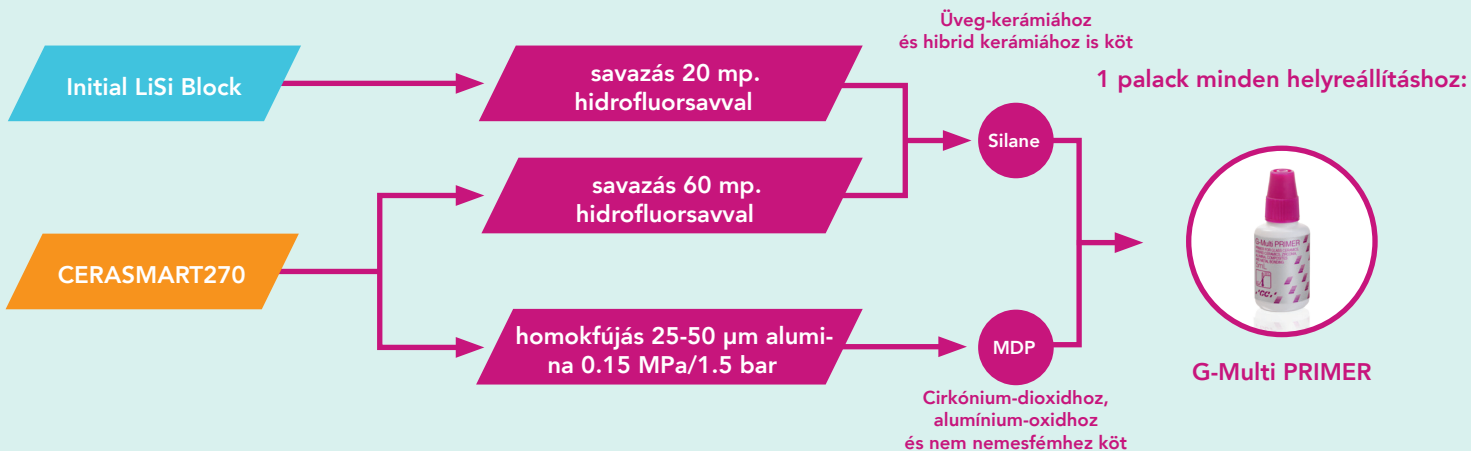 Üveg-kerámiához
és hibrid kerámiához is köt
1 palack minden helyreállításhoz:
Initial LiSi Block
savazás 20 mp.
hidrofluorsavval
Silane
savazás 60 mp.
hidrofluorsavval
CERASMART270
homokfújás 25-50 µm alumi-
na 0.15 MPa/1.5 bar
MDP
G-Multi PRIMER
G-Multi PRIMER
Cirkónium-dioxidhoz,
alumínium-oxidhoz
és nem nemesfémhez köt